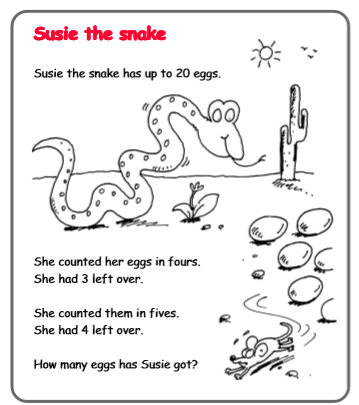 Susie the snake
Susie the snake has up to 20 eggs.
She counted her eggs in fours.
She had 3 left over.
She counted them in fives.
She had 4 left over.
How many eggs has Susie got?